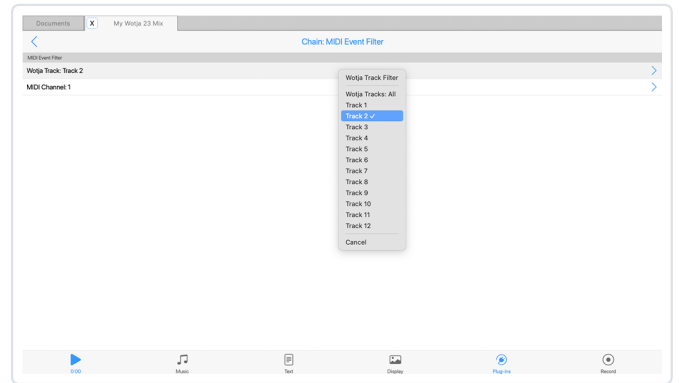 Documents X My Wotja 23 Mix
Chain: MIDI Event Filter
MIDI Event Filter
Wotja Track: Track 2
MIDI Channel: 1
Wotja Track Filter
Wotja Tracks: All
Track 1
Track 2 ✓
Track 3
Track 4
Track 5
Track 6
Track 7
Track 8
Track 9
Track 10
Track 11
Track 12
Cancel
0:00 Music Text Display Plug-Ins Record